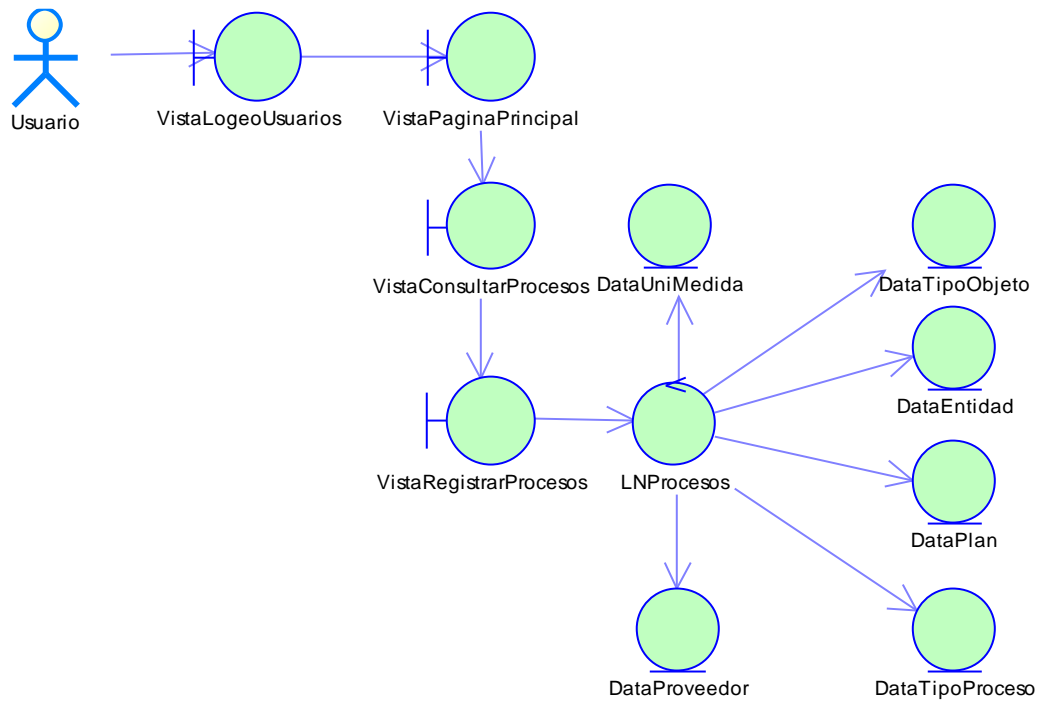 Usuario
VistaLogeoUsuarios
VistaPaginaPrincipal
VistaConsultarProcesos
DataUniMedida
DataTipoObjeto
DataEntidad
VistaRegistrarProcesos
LNProcesos
DataPlan
DataProveedor
DataTipoProceso